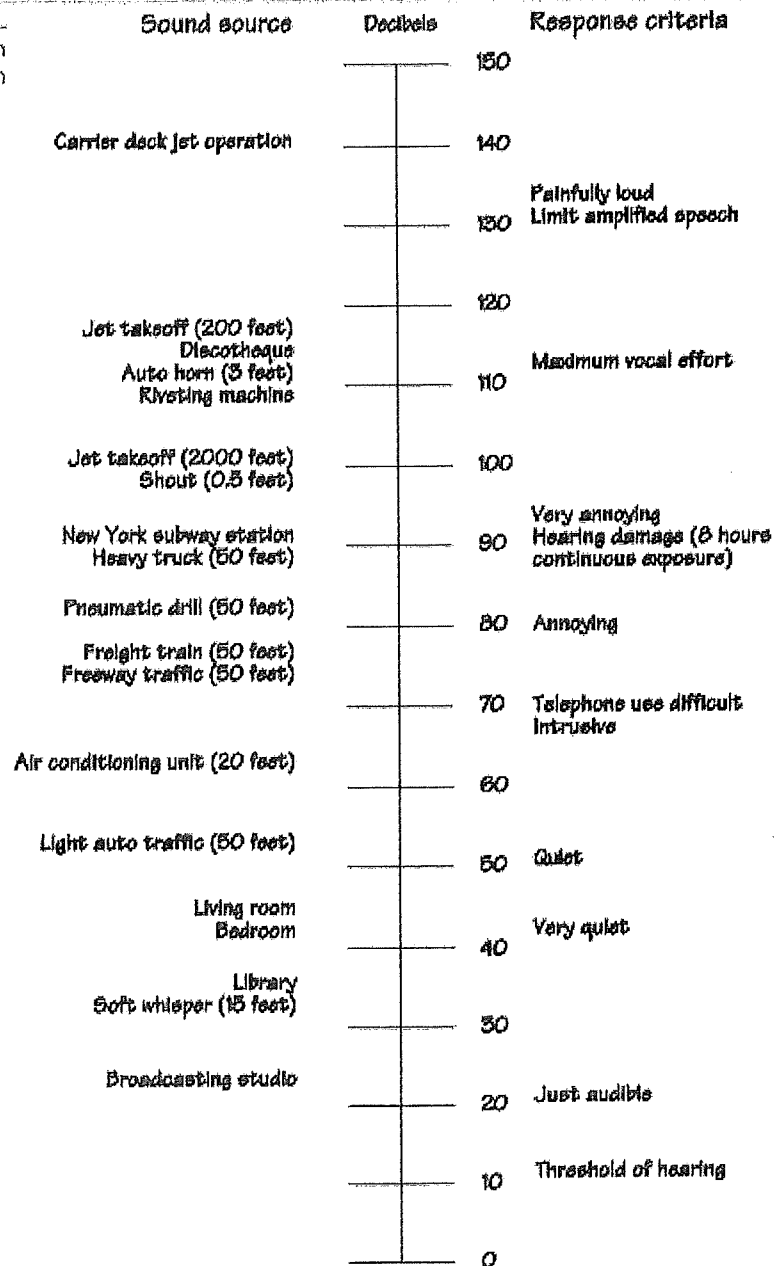 Sound source Decibels Response criteria
150
Carrier deck jet operation 140
Painfully loud
130 Limit amplified speech
120
Jet takeoff (200 feet)
Discotheque
Auto horn (3 feet) Maximum vocal effort
Riveting machine 110
Jet takeoff (2000 feet) 100
Shout (0.5 feet)
Very annoying
New York subway station 90 Hearing damage (8 hours
Heavy truck (50 feet) continuous exposure)
Pneumatic drill (50 feet)
80 Annoying
Freight train (50 feet)
Freeway traffic (50 feet)
70 Telephone use difficult
Intrusive
Air conditioning unit (20 feet)
60
Light auto traffic (50 feet)
50 Quiet
Living room
Bedroom Very quiet
40
Library
Soft whisper (15 feet)
30
Broadcasting studio
20 Just audible
Threshold of hearing
10
0